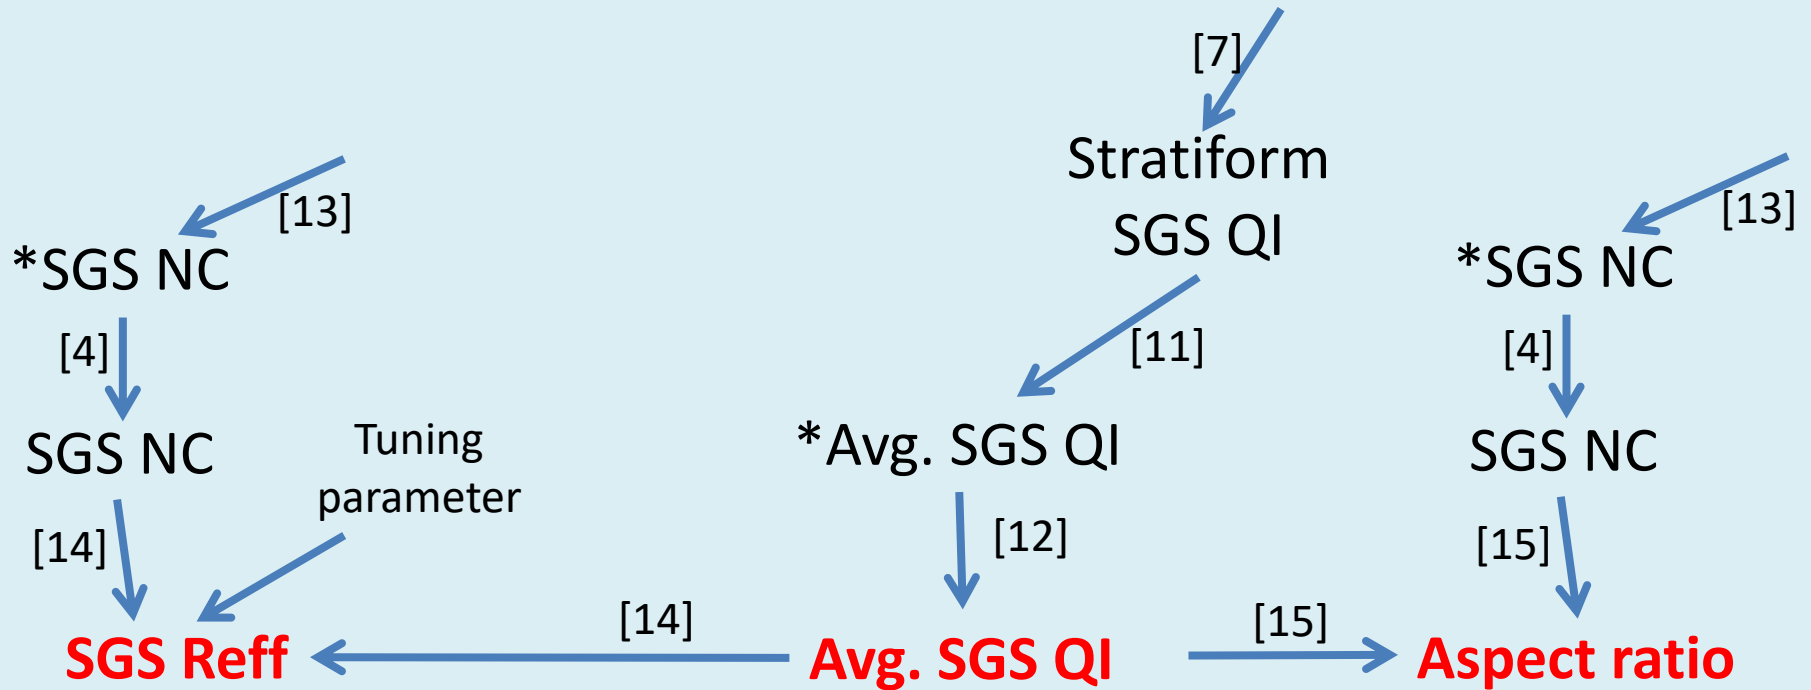 [7]
Stratiform
SGS QI
[13]
[13]
*SGS NC
*SGS NC
[4]
[11]
[4]
SGS NC
Tuning
parameter
*Avg. SGS QI
SGS NC
[14]
[12]
[15]
[14]
[15]
SGS Reff
Avg. SGS QI
Aspect ratio